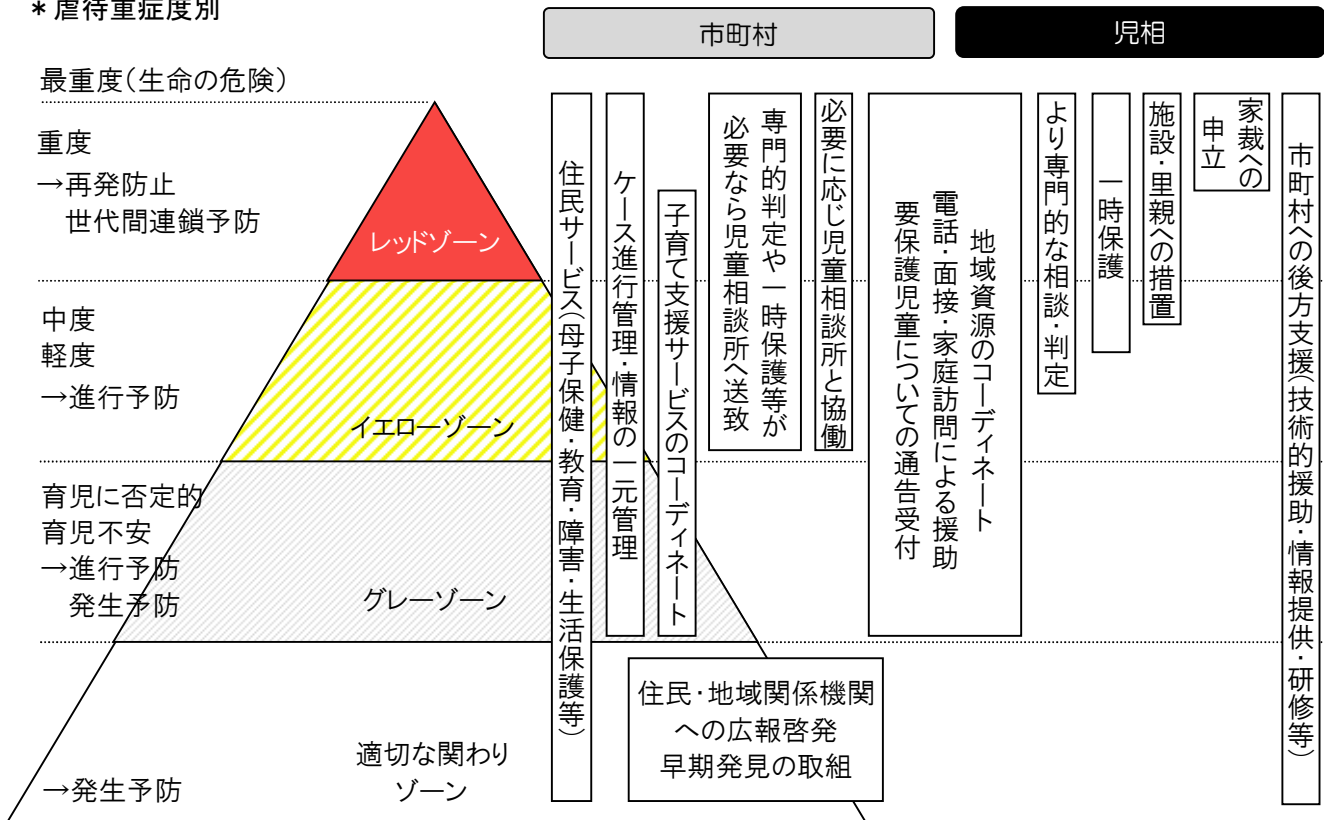 *虐待重症度別
市町村
児相
最重度(生命の危険)
重度
→再発防止
世代間連鎖予防
レッドゾーン
中度
軽度
→進行予防
イエローゾーン
育児に否定的
育児不安
→進行予防
発生予防
グレーゾーン
→発生予防
適切な関わり
ゾーン
住民サービス(母子保健・教育・障害・生活保護等)
ケース進行管理・情報の一元管理
子育て支援サービスのコーディネート
専門的判定や一時保護等が
必要なら児童相談所へ送致
必要に応じ児童相談所と協働
地域資源のコーディネート
電話・面接・家庭訪問による援助
要保護児童についての通告受付
より専門的な相談・判定
一時保護
施設・里親への措置
家裁への
申立
市町村への後方支援(技術的援助・情報提供・研修等)
住民・地域関係機関
への広報啓発
早期発見の取組